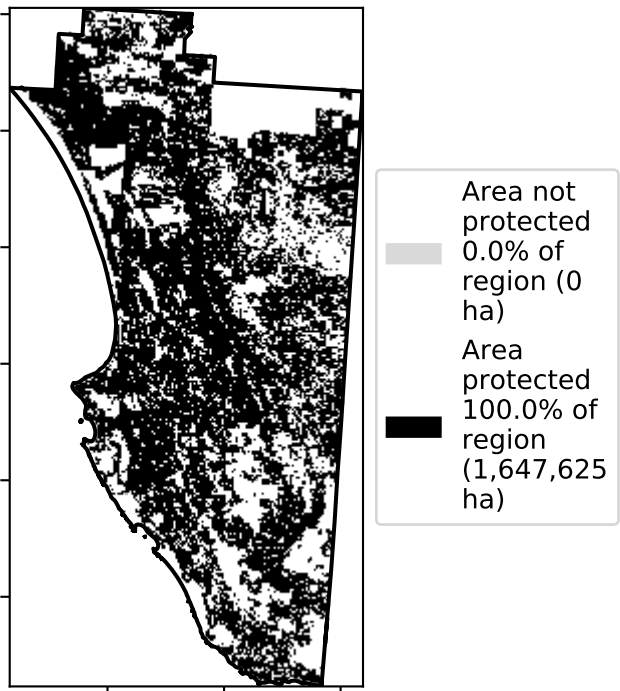 Area not
protected
0.0% of
region (0
ha)
Area
protected
100.0% of
region
(1,647,625
ha)